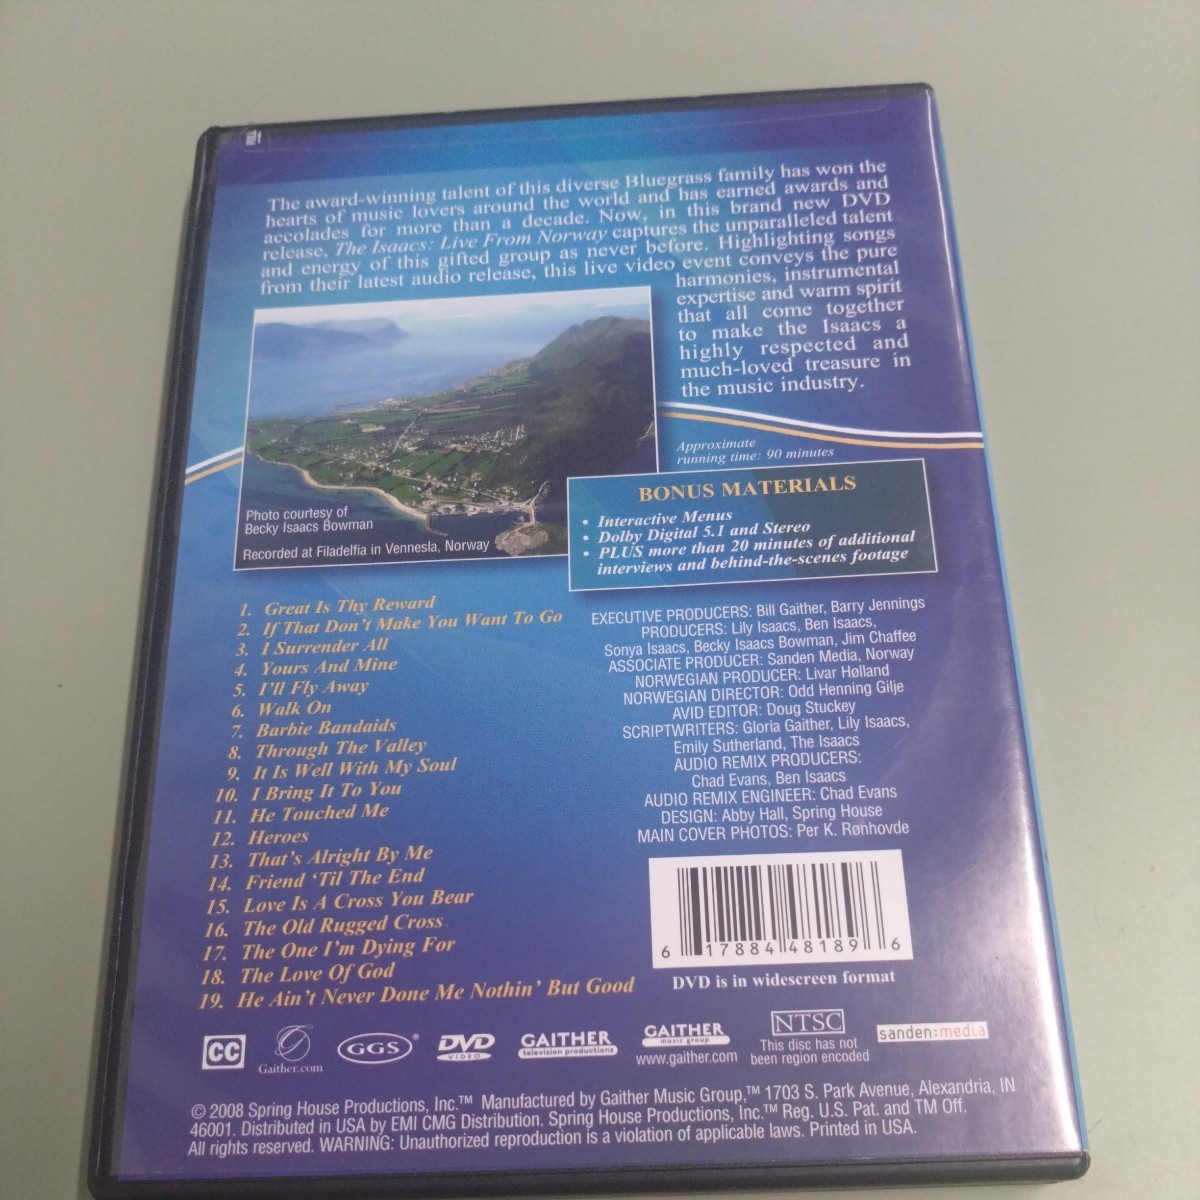 The award-winning talent of this diverse Bluegrass family has won the
hearts of music lovers around the world and has earned awards and
accolades for more than a decade. Now, in this brand new DVD
release, The Isaacs: Live From Norway captures the unparalleled talent
and energy of this gifted group as never before. Highlighting songs
from their latest audio release, this live video event conveys the pure
harmonies, instrumental
expertise and warm spirit
that all come together
to make the Isaacs a
highly respected and
much-loved treasure in
the music industry.
Approximate
running time: 90 minutes
Photo courtesy of
Becky Isaacs Bowman
Recorded at Filadelfia in Vennesla, Norway
BONUS MATERIALS
• Interactive Menus
• Dolby Digital 5.1 and Stereo
• PLUS more than 20 minutes of additional
interviews and behind-the-scenes footage
1. Great Is Thy Reward
2. If That Don't Make You Want To Go
3. I Surrender All
4. Yours And Mine
5. I'll Fly Away
6. Walk On
7. Barbie Bandaids
8. Through The Valley
9. It Is Well With My Soul
10. I Bring It To You
11. He Touched Me
12. Heroes
13. That's Alright By Me
14. Friend ‘Til The End
15. Love Is A Cross You Bear
16. The Old Rugged Cross
17. The One I'm Dying For
18. The Love Of God
19. He Ain't Never Done Me Nothin' But Good
EXECUTIVE PRODUCERS: Bill Gaither, Barry Jennings
PRODUCERS: Lily Isaacs, Ben Isaacs,
Sonya Isaacs, Becky Isaacs Bowman, Jim Chaffee
ASSOCIATE PRODUCER: Sanden Media, Norway
NORWEGIAN PRODUCER: Livar Hølland
NORWEGIAN DIRECTOR: Odd Henning Gilje
AVID EDITOR: Doug Stuckey
SCRIPTWRITERS: Gloria Gaither, Lily Isaacs,
Emily Sutherland, The Isaacs
AUDIO REMIX PRODUCERS:
Chad Evans, Ben Isaacs
AUDIO REMIX ENGINEER: Chad Evans
DESIGN: Abby Hall, Spring House
MAIN COVER PHOTOS: Per K. Rønhovde
6 17884 48189 6
DVD is in widescreen format
CC
Gaither.com
GGS®
DVD
VIDEO
GAITHER
television productions
GAITHER
music group
www.gaither.com
NTSC
This disc has not
been region encoded
sanden:media
© 2008 Spring House Productions, Inc.™ Manufactured by Gaither Music Group,™ 1703 S. Park Avenue, Alexandria, IN
46001. Distributed in USA by EMI CMG Distribution. Spring House Productions, Inc.™ Reg. U.S. Pat. and TM Off.
All rights reserved. WARNING: Unauthorized reproduction is a violation of applicable laws. Printed in USA.